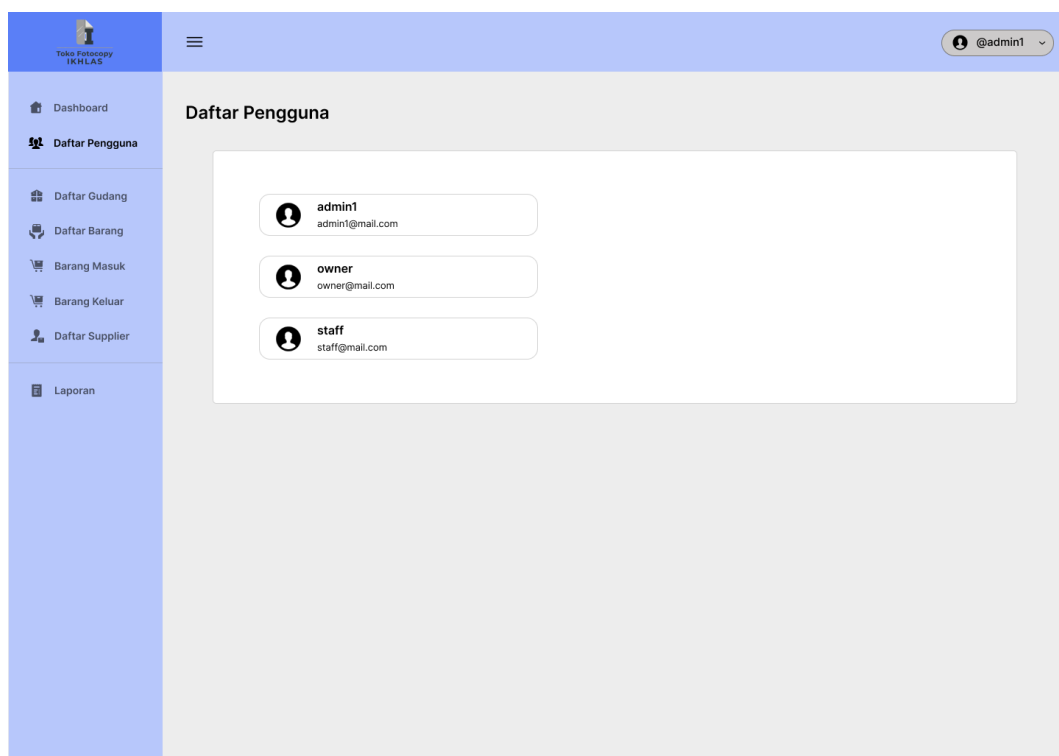 Toko Fotocopy
IKHLAS
@admin1
Dashboard
Daftar Pengguna
Daftar Gudang
Daftar Barang
Barang Masuk
Barang Keluar
Daftar Supplier
Laporan
Daftar Pengguna
admin1
admin1@mail.com
owner
owner@mail.com
staff
staff@mail.com